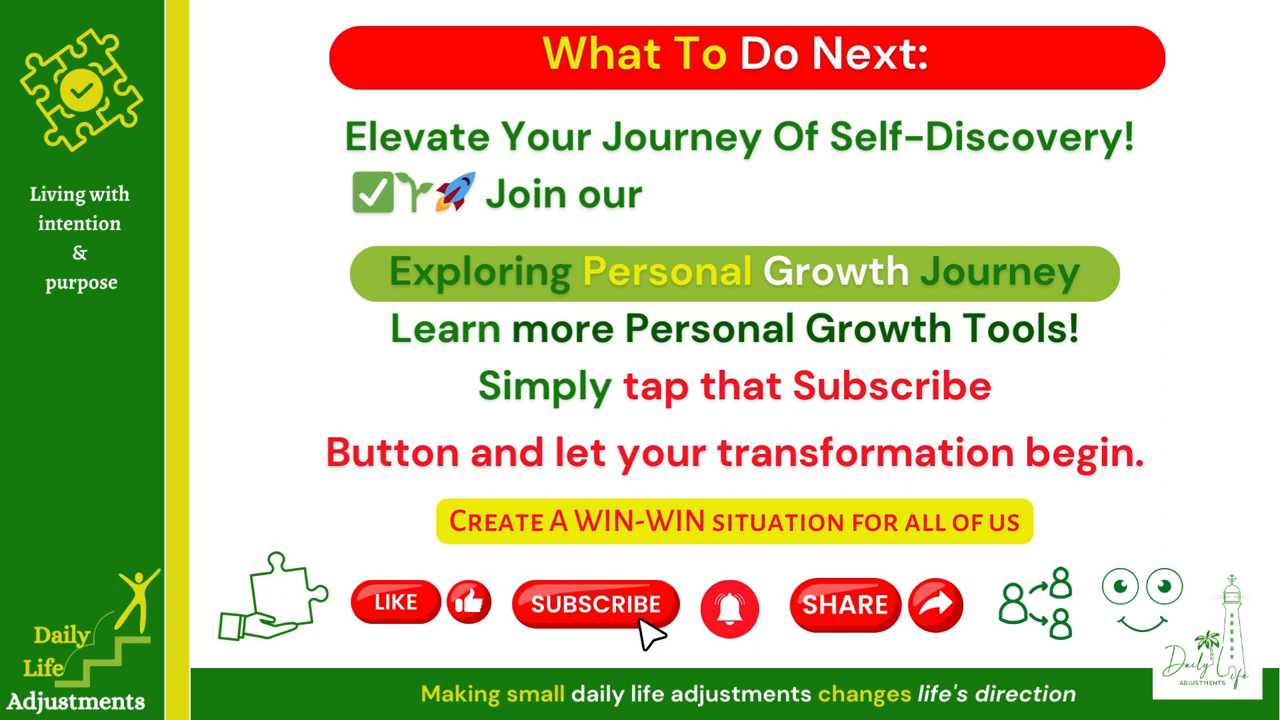 Living with
intention
&
purpose
Daily
Life
Adjustments
What To Do Next:
Elevate Your Journey Of Self-Discovery!
Join our
Exploring Personal Growth Journey
Learn more Personal Growth Tools!
Simply tap that Subscribe
Button and let your transformation begin.
Create A WIN-WIN situation for all of us
LIKE
SUBSCRIBE
SHARE
Daily Life
ADJUSTMENTS
Making small daily life adjustments changes life's direction